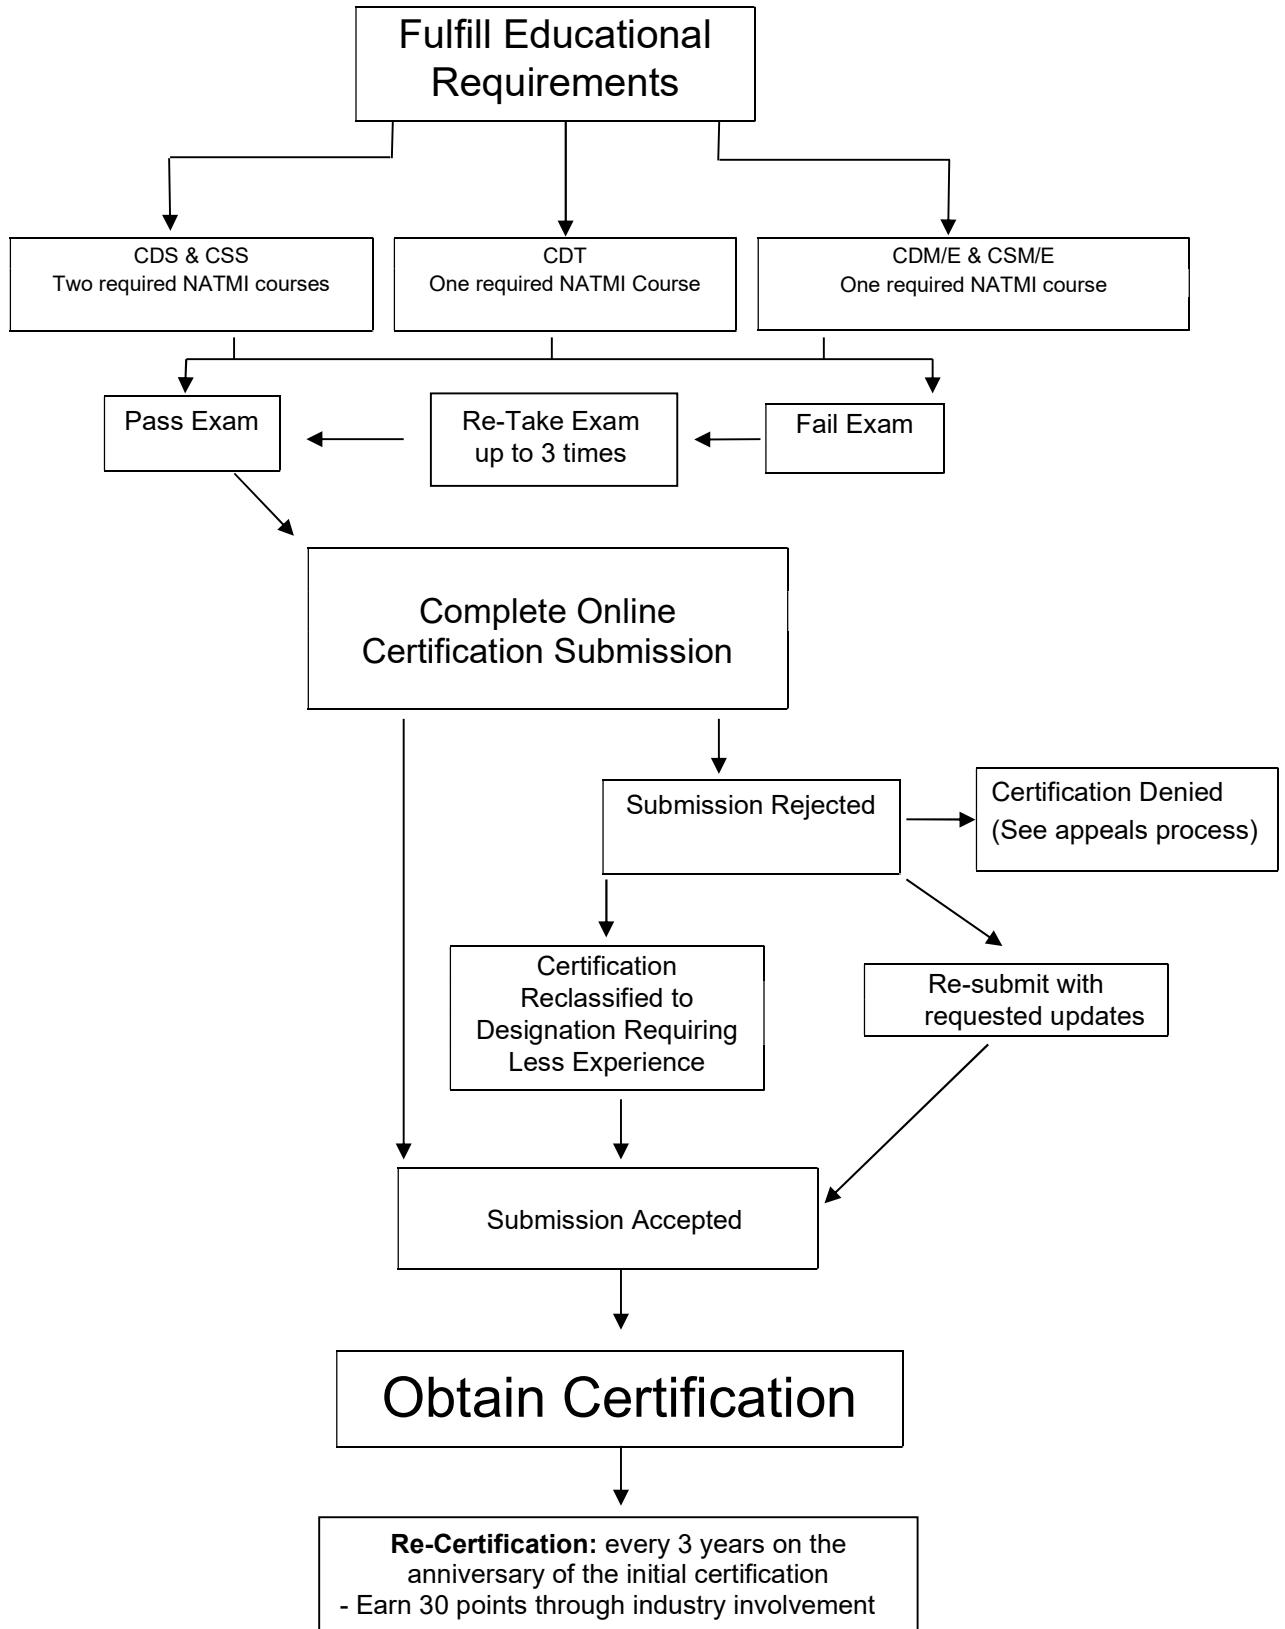 Fulfill Educational
Requirements
CDS & CSS
Two required NATMI courses
CDT
One required NATMI Course
CDM/E & CSM/E
One required NATMI course
Pass Exam
Re-Take Exam
up to 3 times
Fail Exam
Complete Online
Certification Submission
Submission Rejected
Certification Denied
(See appeals process)
Certification
Reclassified to
Designation Requiring
Less Experience
Re-submit with
requested updates
Submission Accepted
Obtain Certification
Re-Certification: every 3 years on the
anniversary of the initial certification
- Earn 30 points through industry involvement